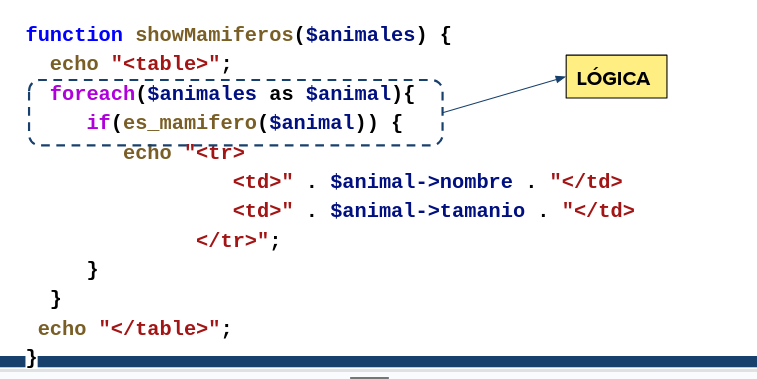 function showMamiferos($animales) {
echo "<table>";
foreach($animales as $animal){
LÓGICA
if(es_mamifero($animal)) {
echo "<tr>
<td>" . $animal->nombre . "</td>
<td>" . $animal->tamanio . "</td>
</tr>";
}
}
echo "</table>";
}